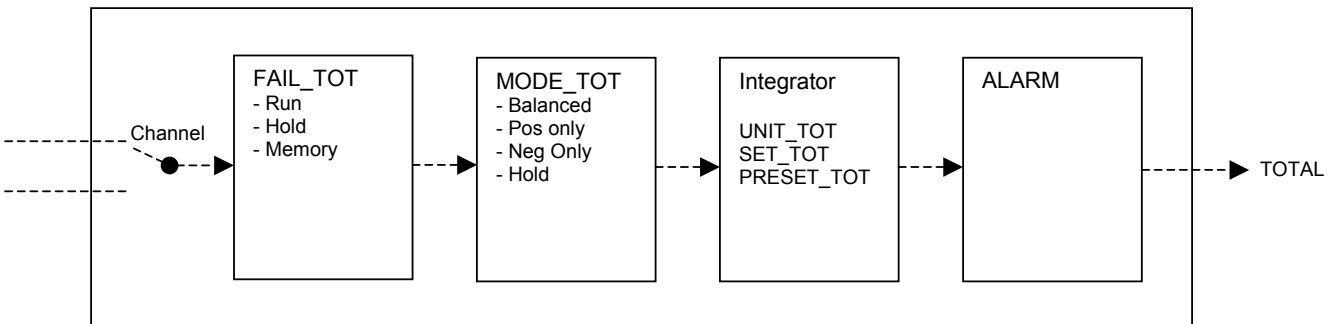 Channel
FAIL_TOT
- Run
- Hold
- Memory
MODE_TOT
- Balanced
- Pos only
- Neg Only
- Hold
Integrator
UNIT_TOT
SET_TOT
PRESET_TOT
ALARM
TOTAL